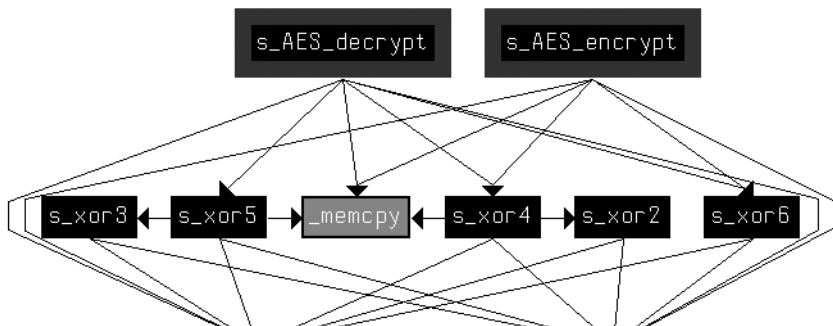 s_AES_decrypt
s_AES_encrypt
s_xor3
s_xor5
_memcpy
s_xor4
s_xor2
s_xor6